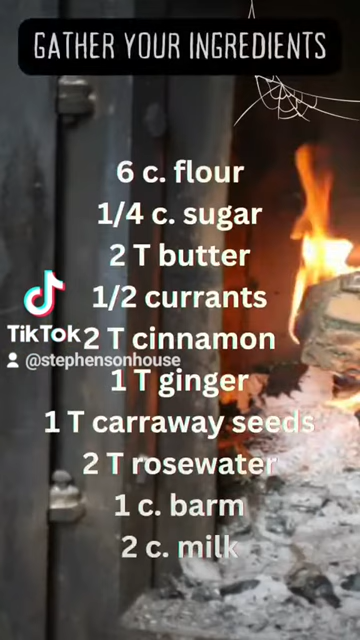 GATHER YOUR INGREDIENTS
6 c. flour
1/4 c. sugar
2 T butter
1/2 currants
TikTok
2 T cinnamon
@stephensonhouse
1 T ginger
1 T carraway seeds
2 T rosewater
1 c. barm
2 c. milk